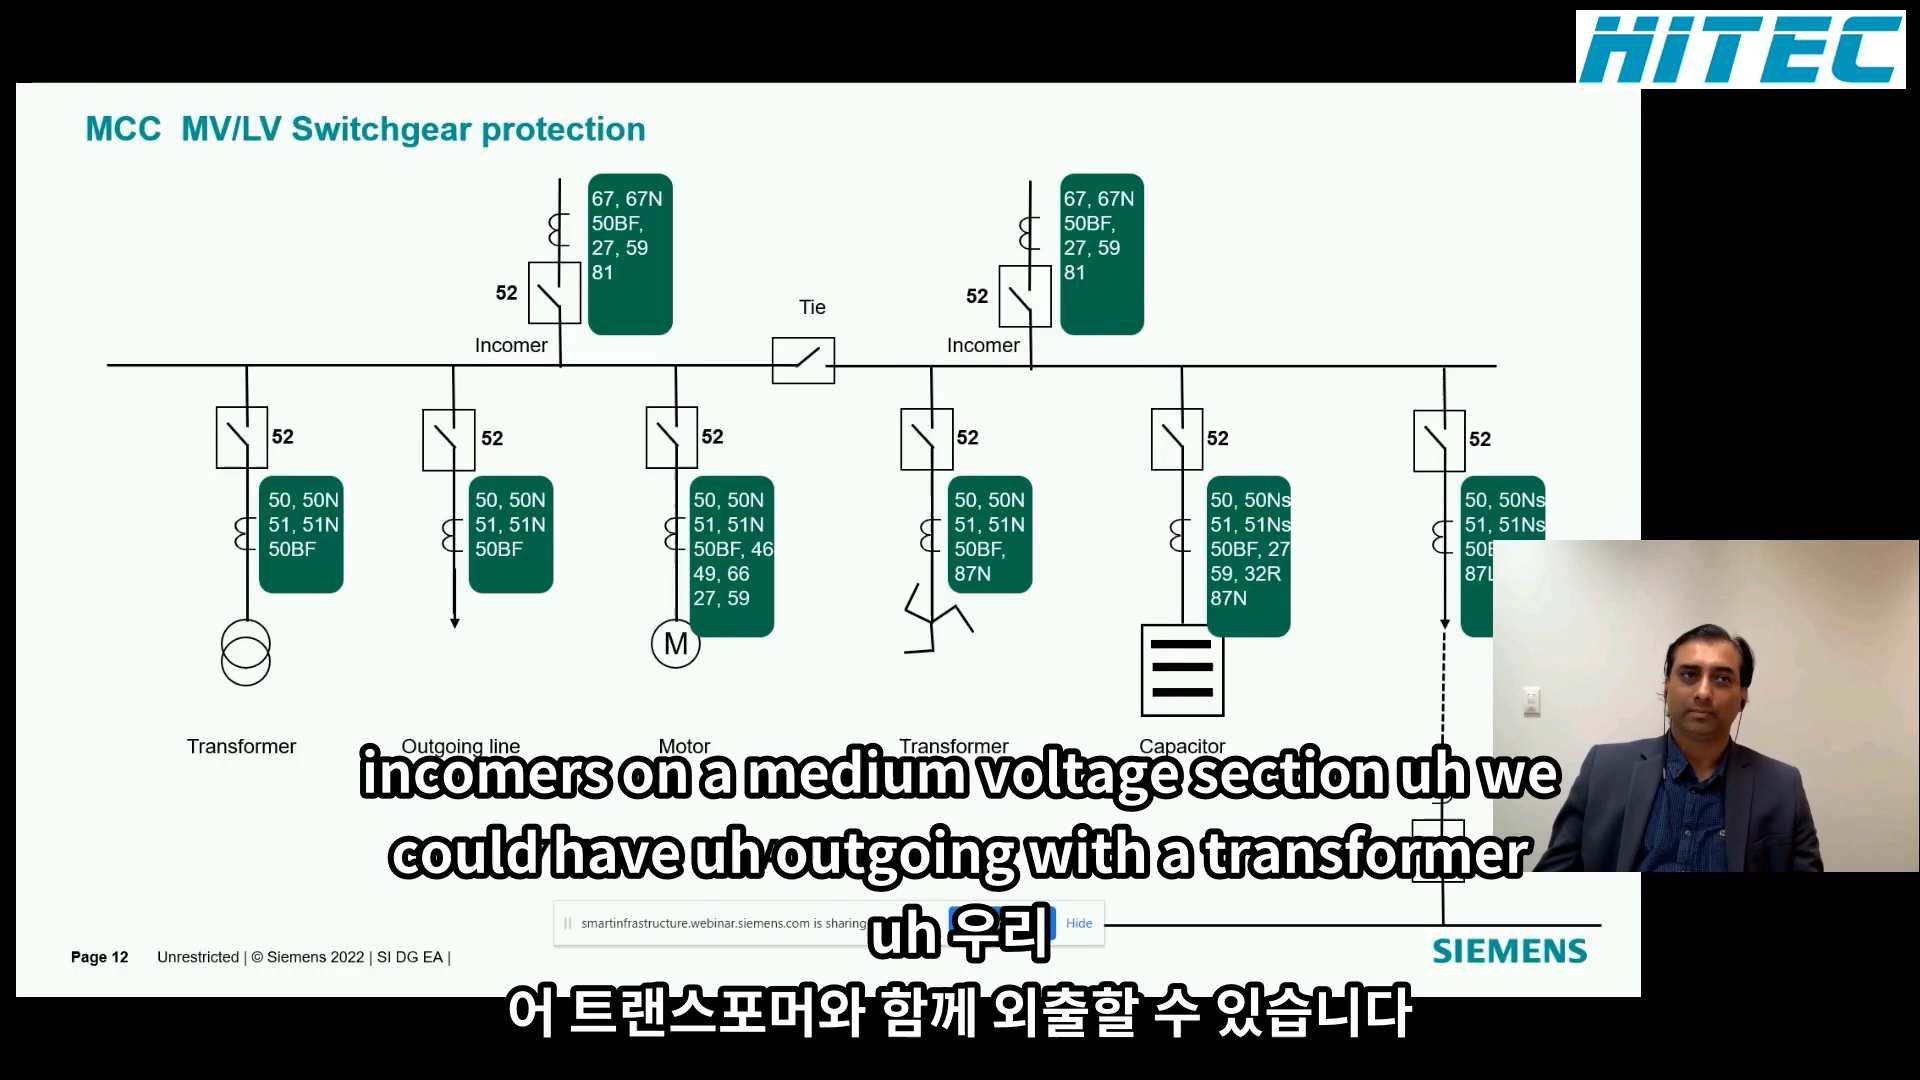 HITEC
MCC MV/LV Switchgear protection
67, 67N
50BF,
27, 59
81
67, 67N
50BF,
27, 59
81
52
52
Tie
Incomer
Incomer
52
52
52
52
52
52
50, 50N
51, 51N
50BF
50, 50N
51, 51N
50BF
50, 50N
51, 51N
50BF, 46
49, 66
27, 59
50, 50N
51, 51N
50BF,
87N
50, 50Ns
51, 51Ns
50BF, 27
59, 32R
87N
50, 50Ns
51, 51Ns
M
Transformer
Outgoing line
Motor
Transformer
Capacitor
incomers on a medium voltage section uh we
could have uh outgoing with a transformer
uh 우리
어 트랜스포머와 함께 외출할 수 있습니다
smartinfrastructure.webinar.siemens.com is sharing
Hide
Page 12 Unrestricted | © Siemens 2022 | SI DG EA |
SIEMENS